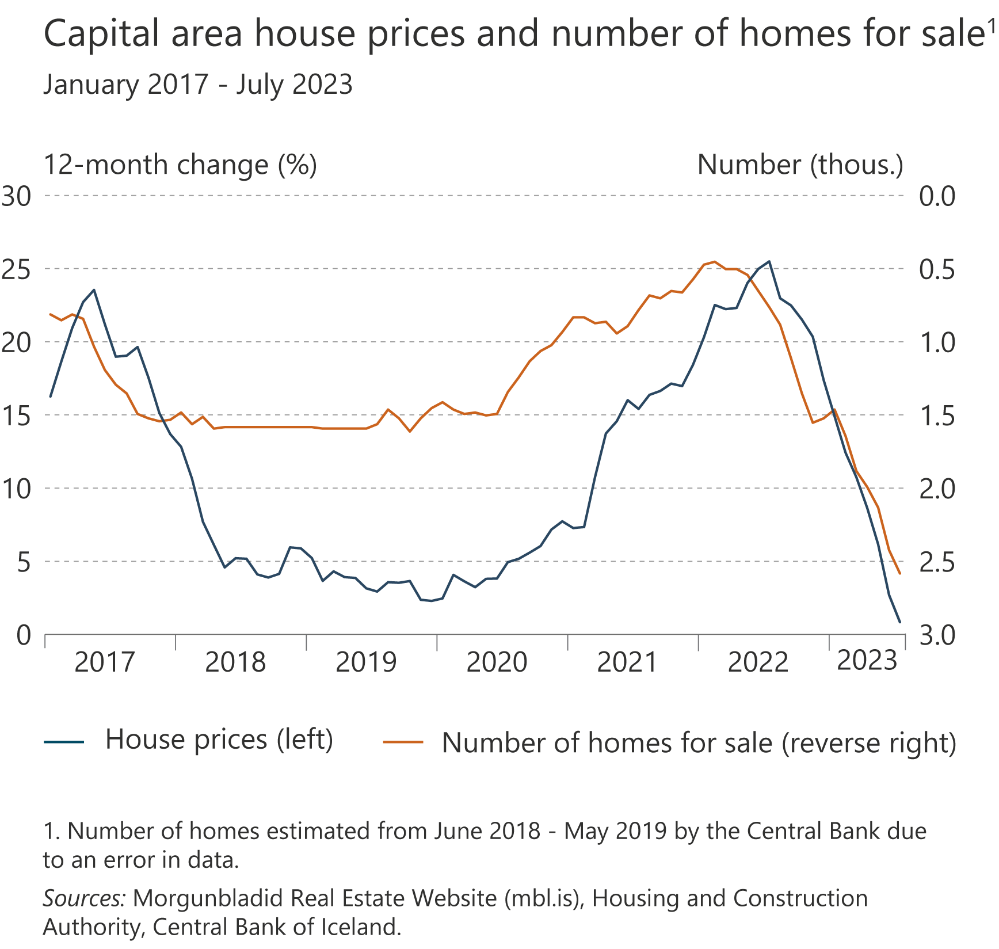 Capital area house prices and number of homes for sale¹
January 2017 - July 2023
12-month change (%) Number (thous.)
30 0.0
25 0.5
20 1.0
15 1.5
10 2.0
5 2.5
0 3.0
2017 2018 2019 2020 2021 2022 2023
House prices (left) Number of homes for sale (reverse right)
1. Number of homes estimated from June 2018 - May 2019 by the Central Bank due
to an error in data.
Sources: Morgunbladid Real Estate Website (mbl.is), Housing and Construction
Authority, Central Bank of Iceland.